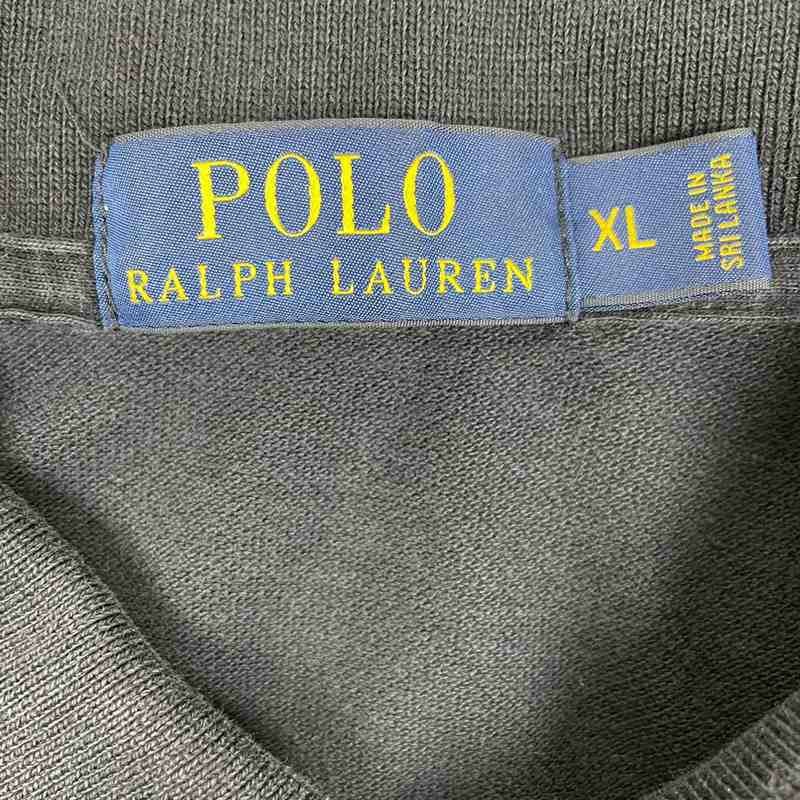 POLO
RALPH LAUREN
XL
MADE IN
SRI LANKA